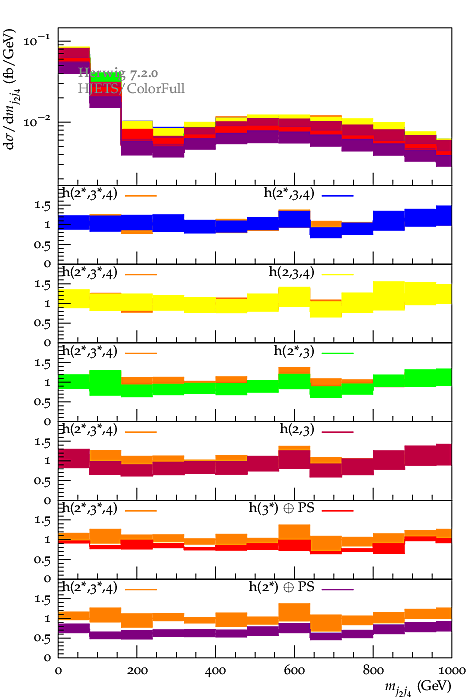 dσ/dm_{j2j4} (fb/GeV)
10⁻¹
Herwig 7.2.0
HJETS/ColorFull
10⁻²
h(2*,3*,4) h(2*,3,4)
1.5
1
0.5
0
h(2*,3*,4) h(2,3,4)
1.5
1
0.5
0
h(2*,3*,4) h(2*,3)
1.5
1
0.5
0
h(2*,3*,4) h(2,3)
1.5
1
0.5
0
h(2*,3*,4) h(3*) ⊕ PS
1.5
1
0.5
0
h(2*,3*,4) h(2*) ⊕ PS
1.5
1
0.5
0
0 200 400 600 800 1000
m_{j2j4} (GeV)